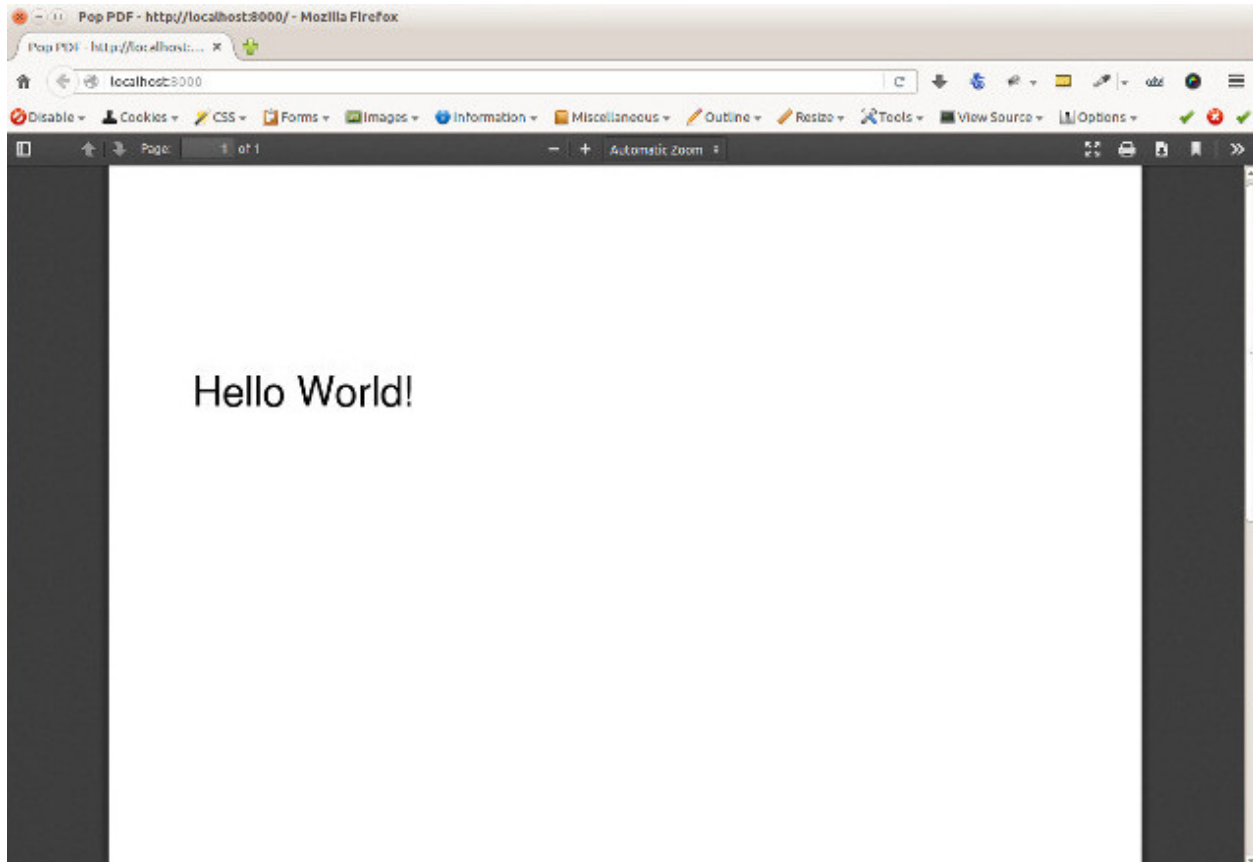 Pop PDF - http://localhost:8000/ - Mozilla Firefox
Pop PDF - http://localhost:...
localhost:8000
Disable Cookies CSS Forms Images Information Miscellaneous Outline Resize Tools View Source Options
Page: 1 of 1 Automatic Zoom
Hello World!